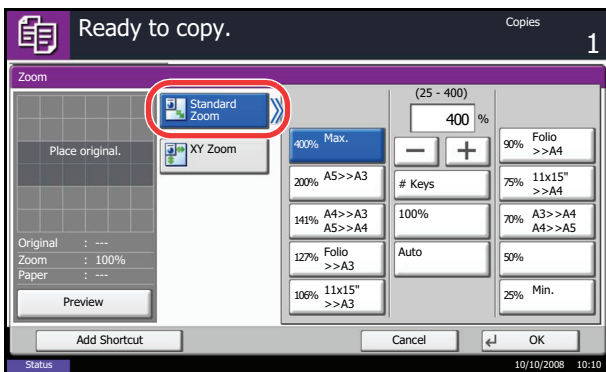 Ready to copy.
Copies
1
Zoom
Place original.
Original : ---
Zoom : 100%
Paper : ---
Preview
Standard
Zoom
XY Zoom
400% Max.
200% A5>>A3
141% A4>>A3
A5>>A4
127% Folio
>>A3
106% 11x15"
>>A3
(25 - 400)
400 %
# Keys
100%
Auto
90% Folio
>>A4
75% 11x15"
>>A4
70% A3>>A4
A4>>A5
50%
25% Min.
Add Shortcut
Cancel
OK
Status
10/10/2008 10:10